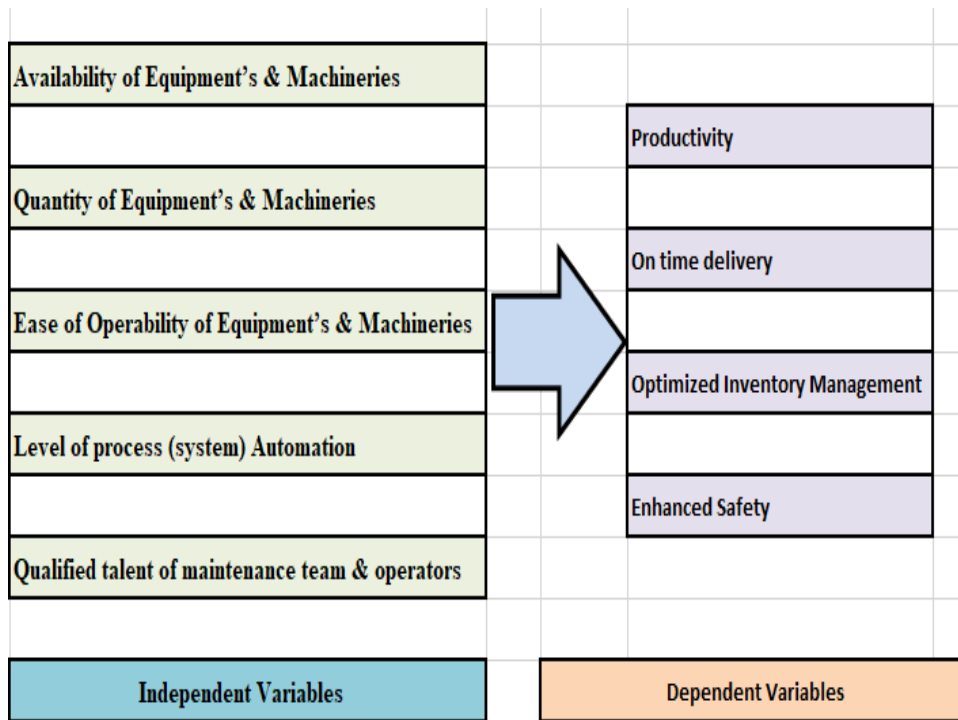 Availability of Equipment’s & Machineries
Quantity of Equipment’s & Machineries
Ease of Operability of Equipment’s & Machineries
Level of process (system) Automation
Qualified talent of maintenance team & operators
Independent Variables
Productivity
On time delivery
Optimized Inventory Management
Enhanced Safety
Dependent Variables